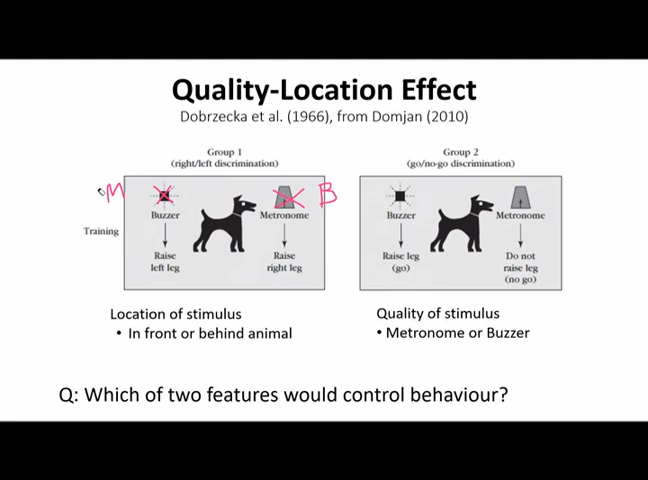 Quality-Location Effect
Dobrzecka et al. (1966), from Domjan (2010)
Group 1
(right/left discrimination)
Group 2
(go/no-go discrimination)
M
B
Buzzer
Metronome
Buzzer
Metronome
Training
Raise
left leg
Raise
right leg
Raise leg
(go)
Do not
raise leg
(no go)
Location of stimulus
• In front or behind animal
Quality of stimulus
• Metronome or Buzzer
Q: Which of two features would control behaviour?